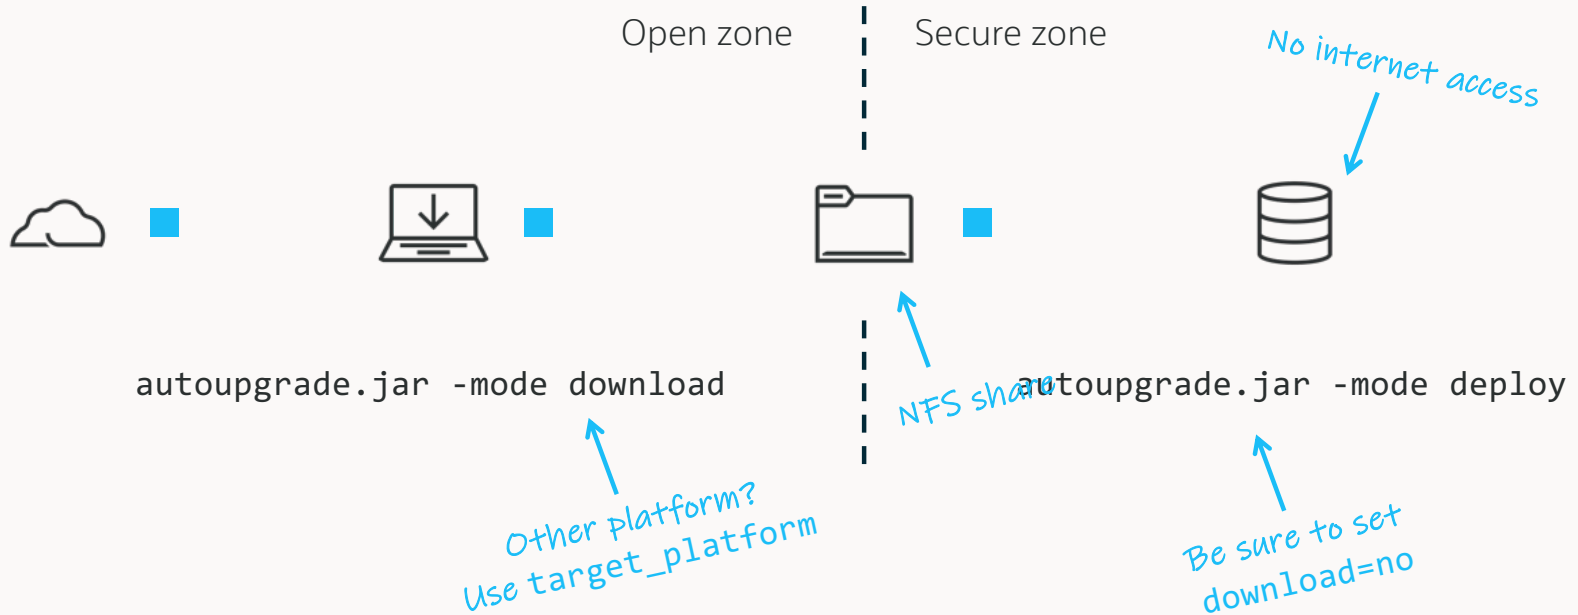 Open zone
Secure zone
No internet access
autoupgrade.jar -mode download
NFS share
autoupgrade.jar -mode deploy
Other platform?
Use target_platform
Be sure to set
download=no